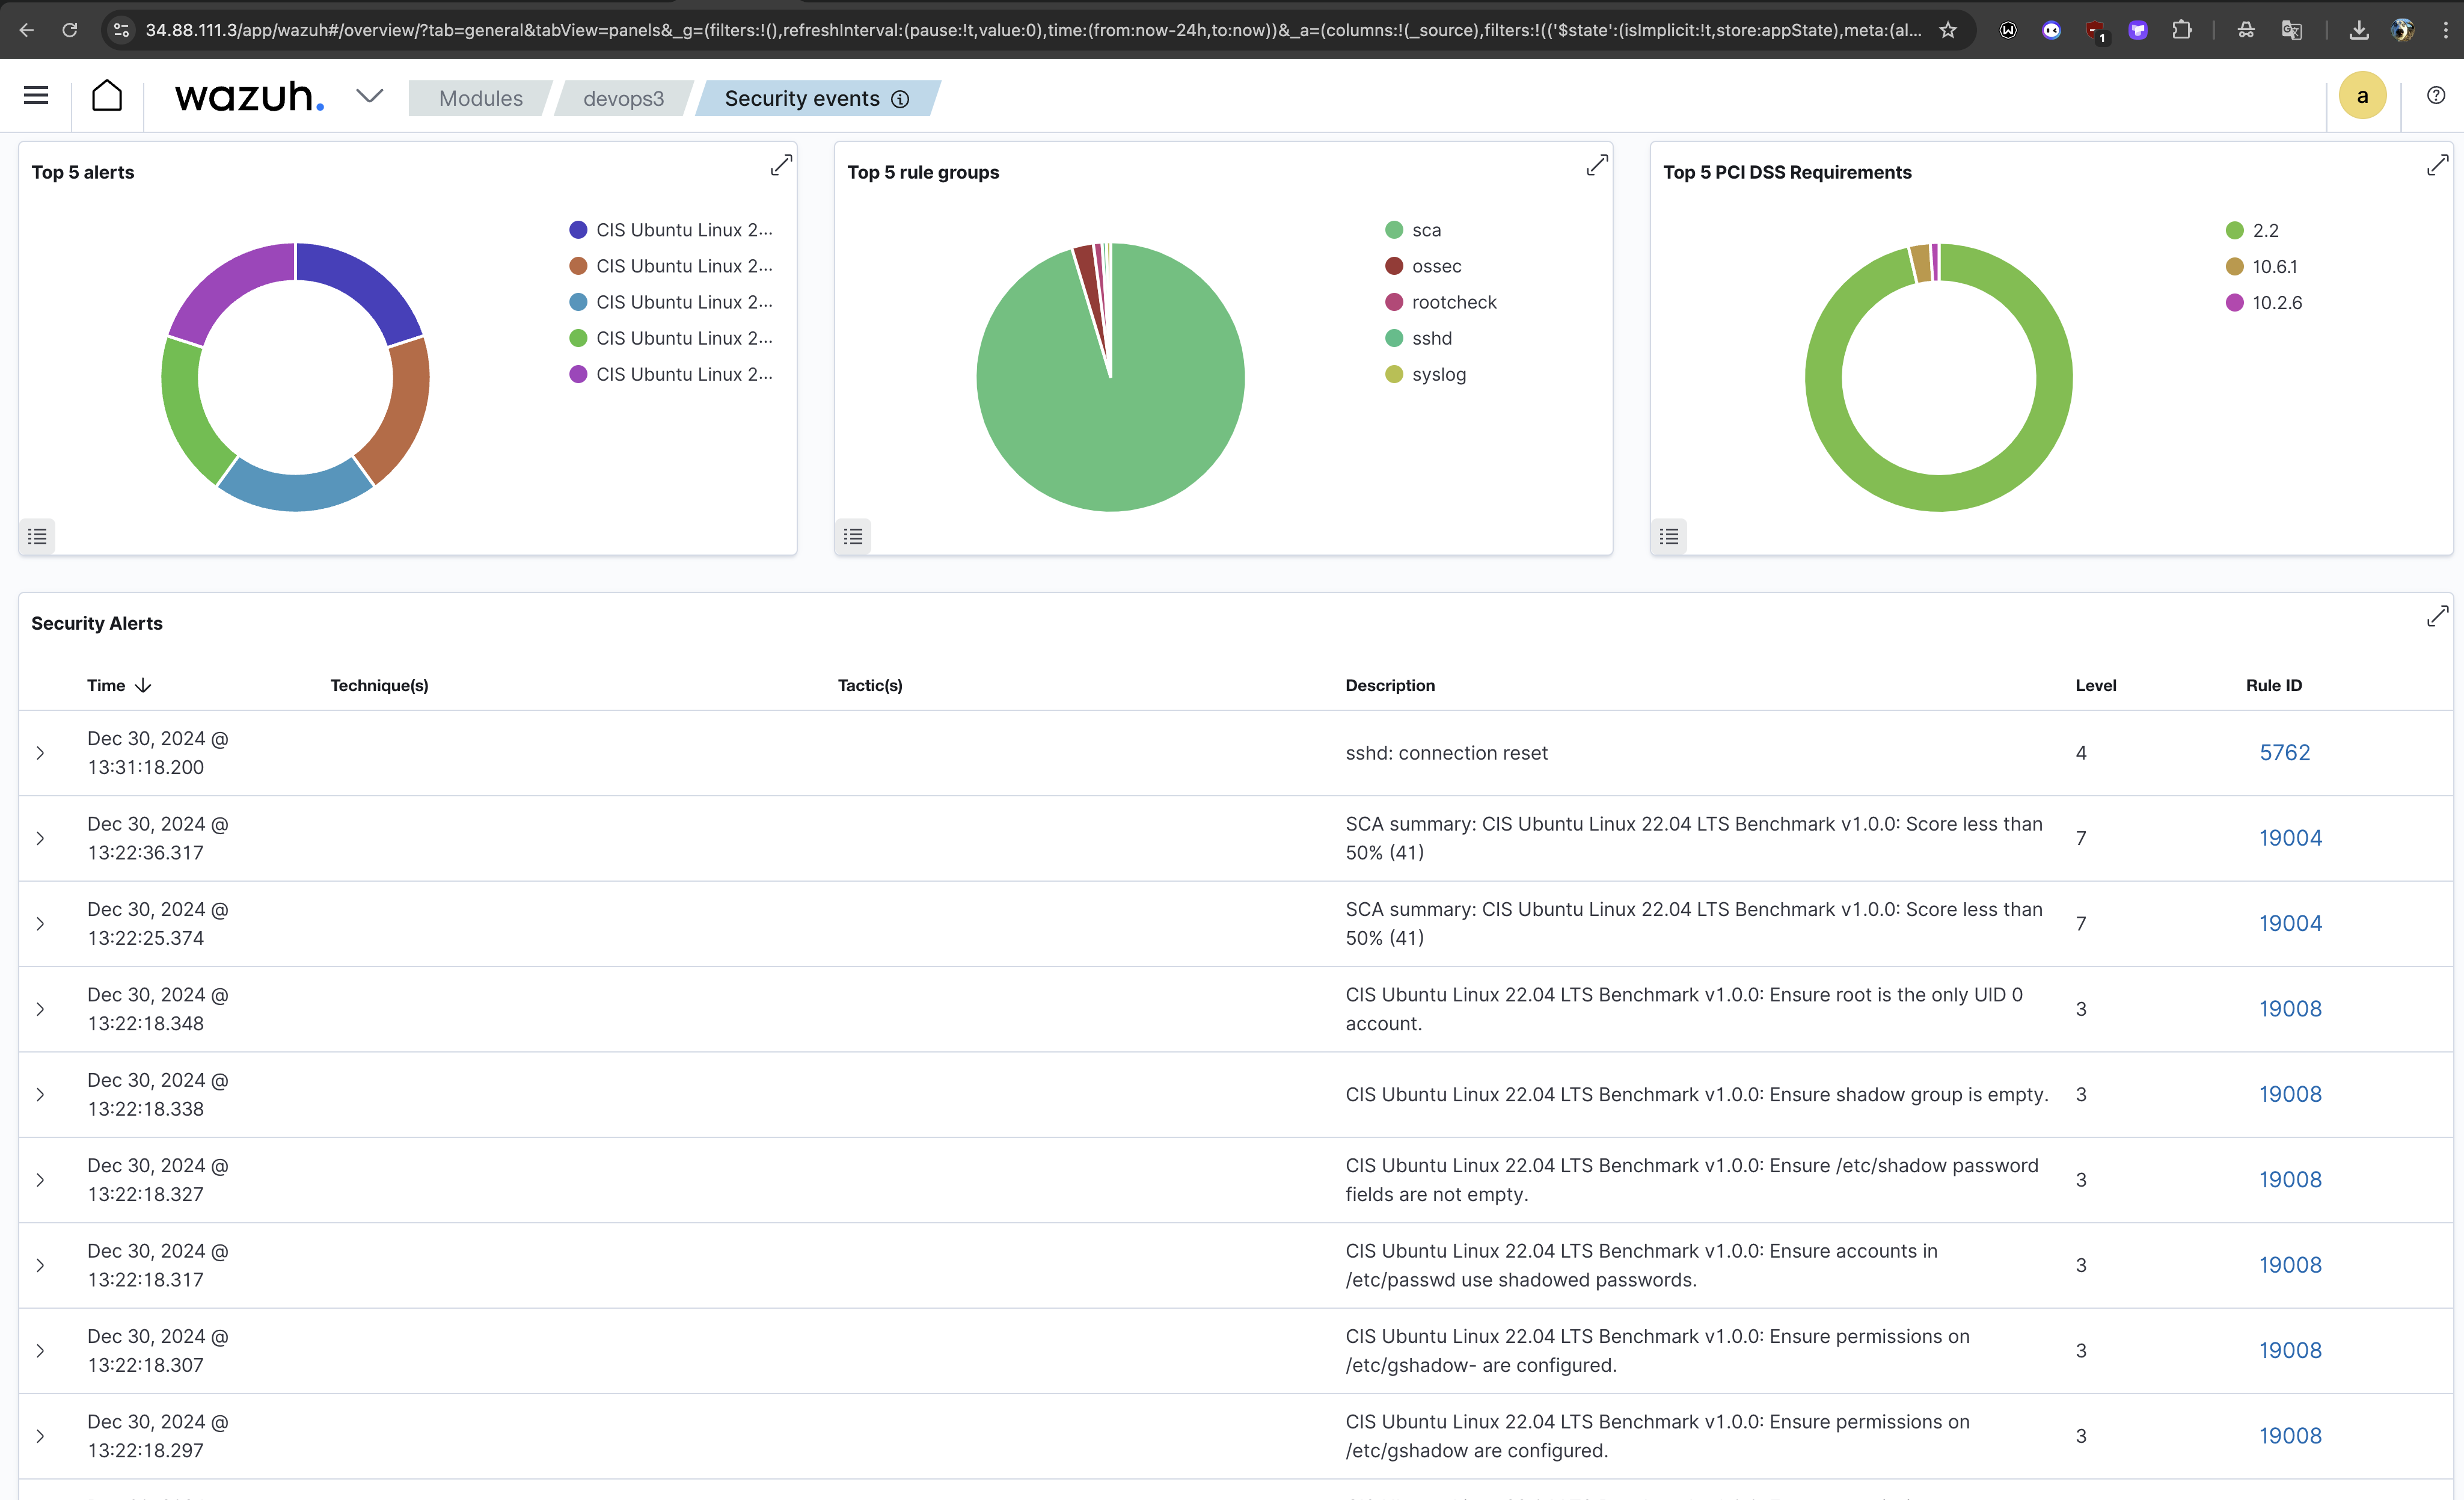 34.88.111.3/app/wazuh#/overview/?tab=general&tabView=panels&_g=(filters:!(),refreshInterval:(pause:!t,value:0),time:(from:now-24h,to:now))&_a=(columns:!(_source),filters:!(('$state':(isImplicit:!t,store:appState),meta:(al...
1
wazuh.
Modules
devops3
Security events
a
Top 5 alerts
CIS Ubuntu Linux 2...
CIS Ubuntu Linux 2...
CIS Ubuntu Linux 2...
CIS Ubuntu Linux 2...
CIS Ubuntu Linux 2...
Top 5 rule groups
sca
ossec
rootcheck
sshd
syslog
Top 5 PCI DSS Requirements
2.2
10.6.1
10.2.6
Security Alerts
Time Technique(s) Tactic(s) Description Level Rule ID
Dec 30, 2024 @
13:31:18.200
sshd: connection reset
4
5762
Dec 30, 2024 @
13:22:36.317
SCA summary: CIS Ubuntu Linux 22.04 LTS Benchmark v1.0.0: Score less than
50% (41)
7
19004
Dec 30, 2024 @
13:22:25.374
SCA summary: CIS Ubuntu Linux 22.04 LTS Benchmark v1.0.0: Score less than
50% (41)
7
19004
Dec 30, 2024 @
13:22:18.348
CIS Ubuntu Linux 22.04 LTS Benchmark v1.0.0: Ensure root is the only UID 0
account.
3
19008
Dec 30, 2024 @
13:22:18.338
CIS Ubuntu Linux 22.04 LTS Benchmark v1.0.0: Ensure shadow group is empty.
3
19008
Dec 30, 2024 @
13:22:18.327
CIS Ubuntu Linux 22.04 LTS Benchmark v1.0.0: Ensure /etc/shadow password
fields are not empty.
3
19008
Dec 30, 2024 @
13:22:18.317
CIS Ubuntu Linux 22.04 LTS Benchmark v1.0.0: Ensure accounts in
/etc/passwd use shadowed passwords.
3
19008
Dec 30, 2024 @
13:22:18.307
CIS Ubuntu Linux 22.04 LTS Benchmark v1.0.0: Ensure permissions on
/etc/gshadow- are configured.
3
19008
Dec 30, 2024 @
13:22:18.297
CIS Ubuntu Linux 22.04 LTS Benchmark v1.0.0: Ensure permissions on
/etc/gshadow are configured.
3
19008